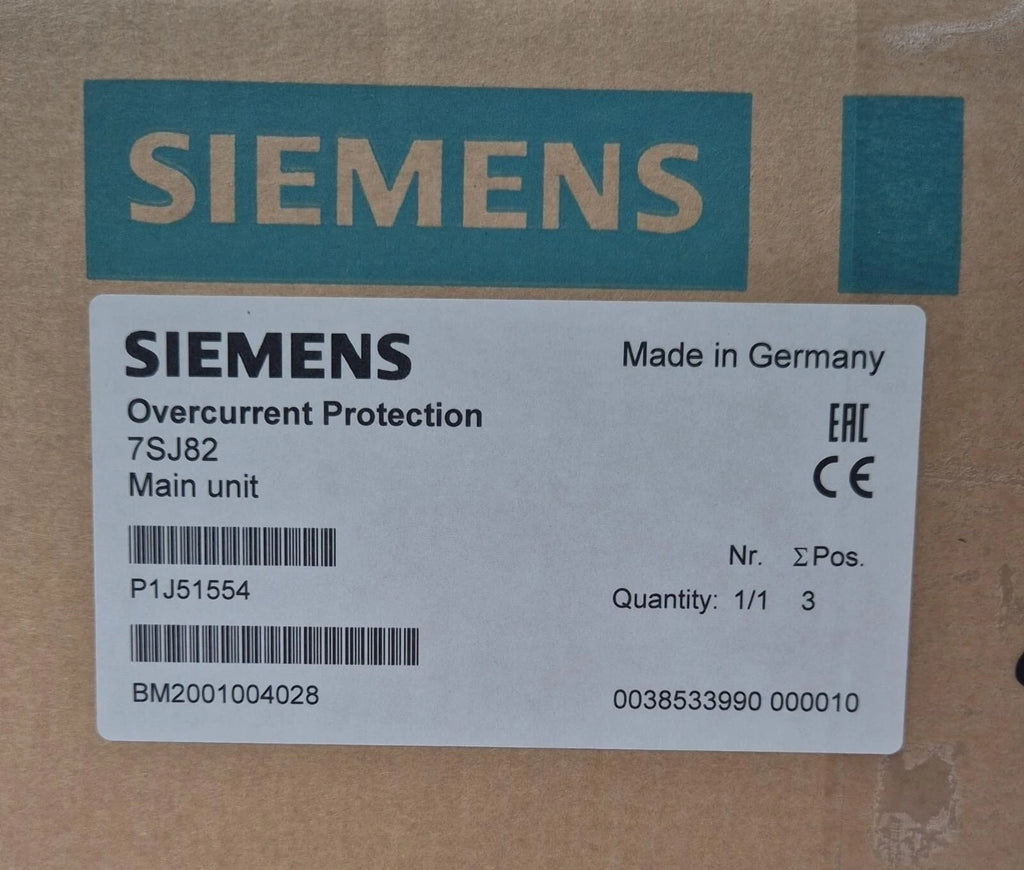 SIEMENS
SIEMENS
Made in Germany
Overcurrent Protection
7SJ82
Main unit
EAC
CE
P1J51554
Nr. ΣPos.
Quantity: 1/1 3
BM2001004028
0038533990 000010